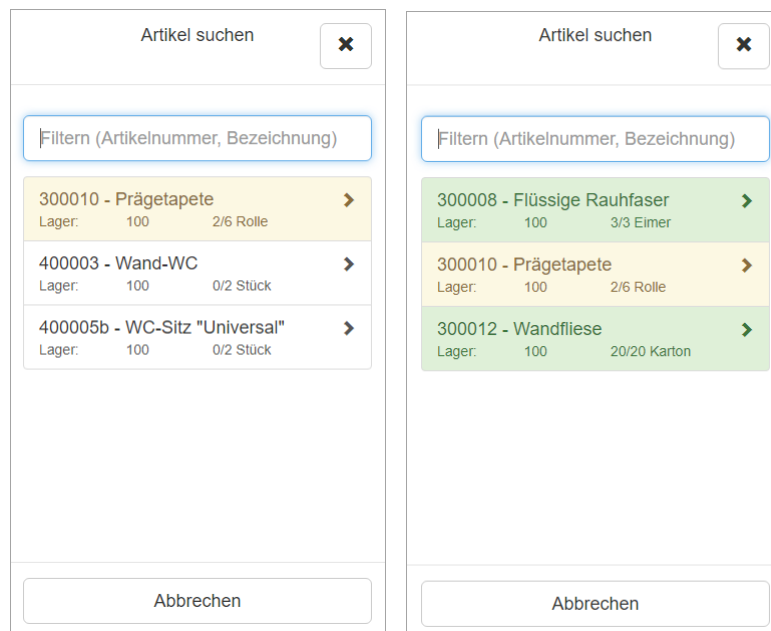 Artikel suchen
Filtern (Artikelnummer, Bezeichnung)
300010 - Prägetapete
Lager: 100 2/6 Rolle
400003 - Wand-WC
Lager: 100 0/2 Stück
400005b - WC-Sitz "Universal"
Lager: 100 0/2 Stück
Abbrechen
Artikel suchen
Filtern (Artikelnummer, Bezeichnung)
300008 - Flüssige Rauhfaser
Lager: 100 3/3 Eimer
300010 - Prägetapete
Lager: 100 2/6 Rolle
300012 - Wandfliese
Lager: 100 20/20 Karton
Abbrechen